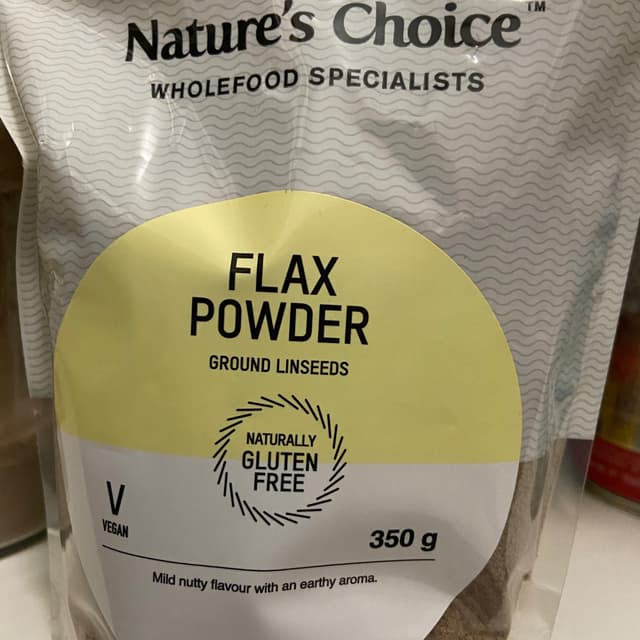 Nature's Choice™
WHOLEFOOD SPECIALISTS
FLAX
POWDER
GROUND LINSEEDS
NATURALLY
GLUTEN
FREE
V
VEGAN
350 g
Mild nutty flavour with an earthy aroma.